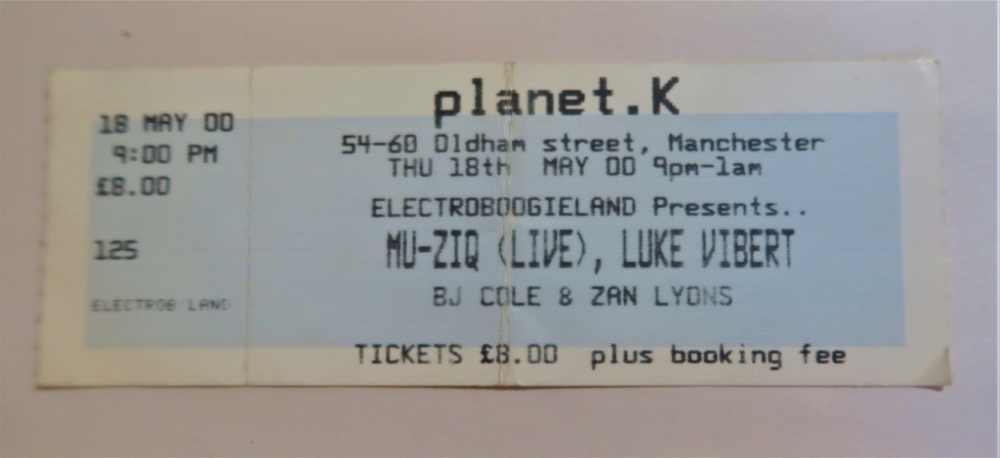 18 MAY 00
9:00 PM
£8.00
125
ELECTROB LAND
planet.K
54-60 Oldham street, Manchester
THU 18th MAY 00 9pm-1am
ELECTROBOOGIELAND Presents..
MU-ZIQ (LIVE), LUKE VIBERT
BJ COLE & ZAN LYONS
TICKETS £8.00 plus booking fee